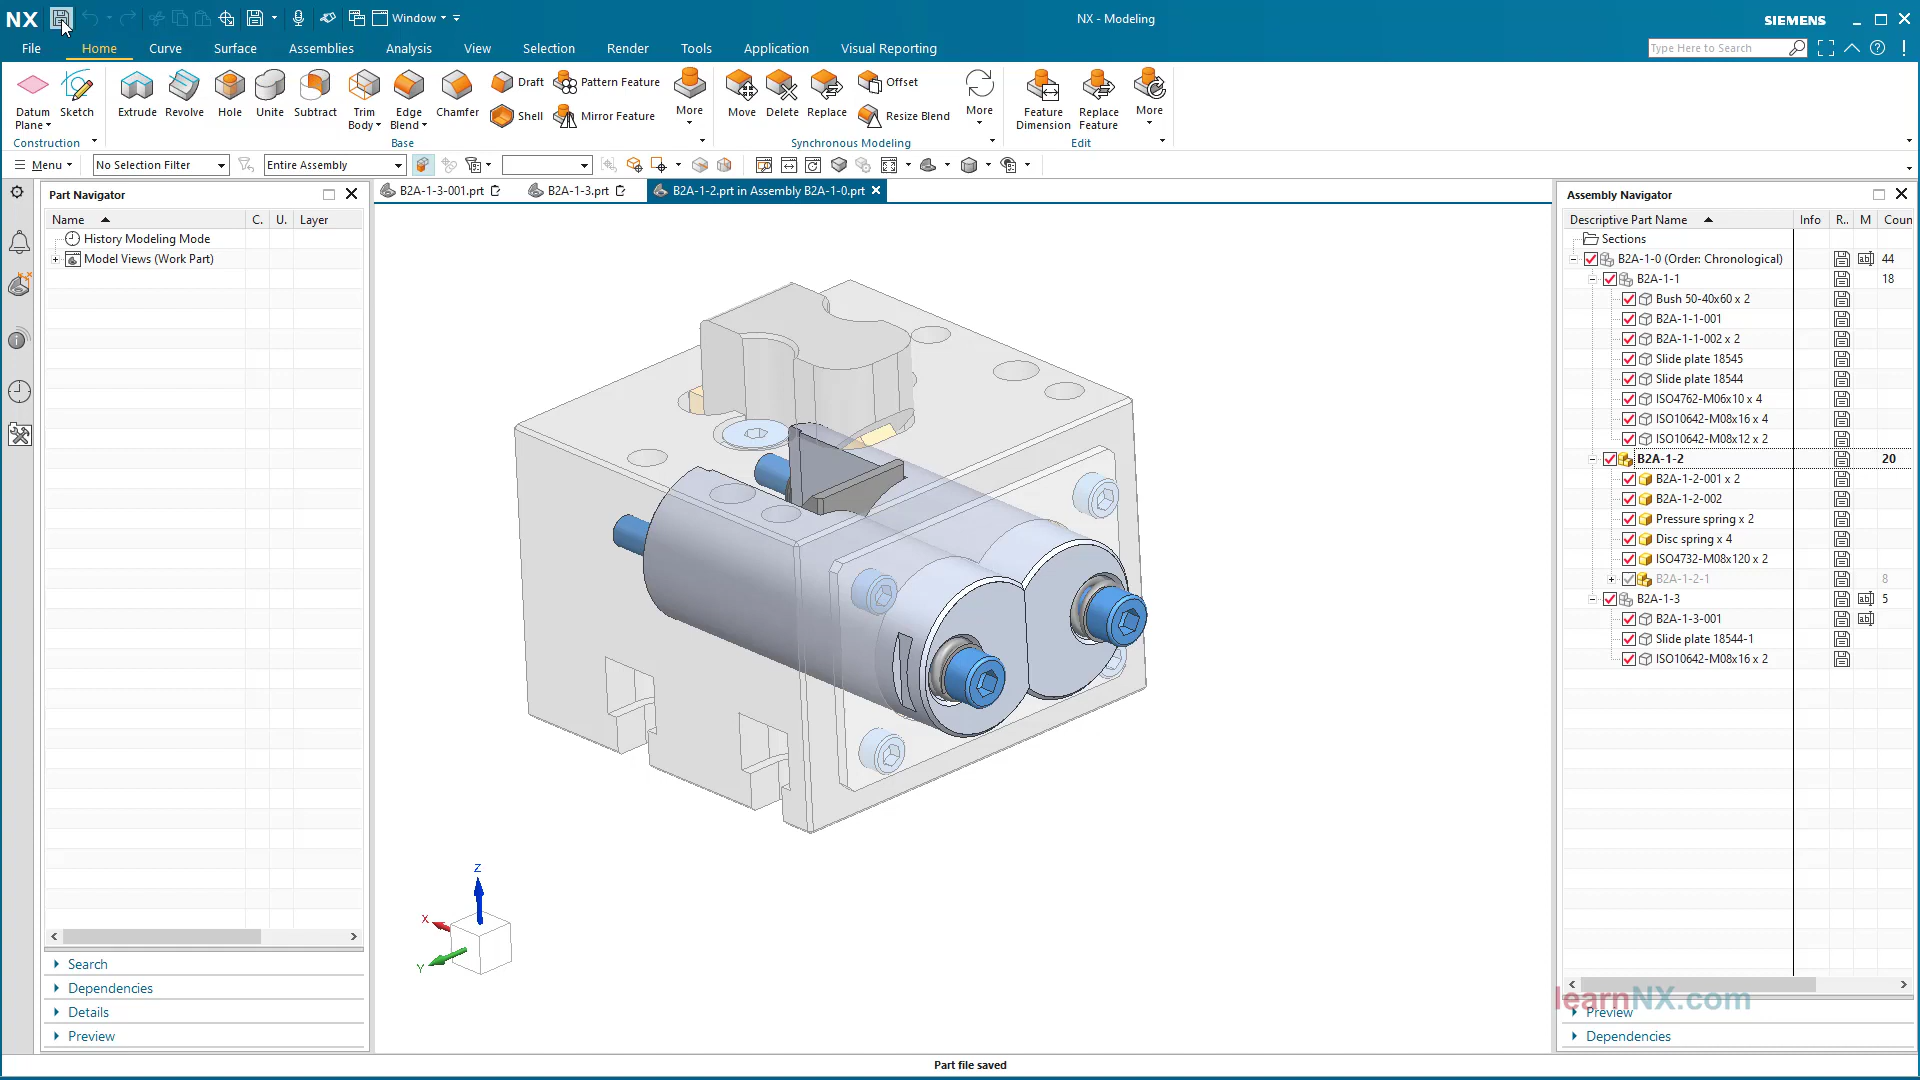 NX
Window
NX - Modeling
SIEMENS
File
Home
Curve
Surface
Assemblies
Analysis
View
Selection
Render
Tools
Application
Visual Reporting
Type Here to Search
Datum
Plane
Sketch
Extrude
Revolve
Hole
Unite
Subtract
Trim
Body
Edge
Blend
Chamfer
Draft
Shell
Pattern Feature
Mirror Feature
More
Move
Delete
Replace
Offset
Resize Blend
More
Feature
Dimension
Replace
Feature
More
Construction
Base
Synchronous Modeling
Edit
Menu
No Selection Filter
Entire Assembly
Part Navigator
Name
C.
U.
Layer
History Modeling Mode
Model Views (Work Part)
Search
Dependencies
Details
Preview
B2A-1-3-001.prt
B2A-1-3.prt
B2A-1-2.prt in Assembly B2A-1-0.prt
Z
X
Y
Assembly Navigator
Descriptive Part Name
Info
R..
M
Coun
Sections
B2A-1-0 (Order: Chronological) 44
B2A-1-1 18
Bush 50-40x60 x 2
B2A-1-1-001
B2A-1-1-002 x 2
Slide plate 18545
Slide plate 18544
ISO4762-M06x10 x 4
ISO10642-M08x16 x 4
ISO10642-M08x12 x 2
B2A-1-2 20
B2A-1-2-001 x 2
B2A-1-2-002
Pressure spring x 2
Disc spring x 4
ISO4732-M08x120 x 2
B2A-1-2-1 8
B2A-1-3 5
B2A-1-3-001
Slide plate 18544-1
ISO10642-M08x16 x 2
learnNX.com
Preview
Dependencies
Part file saved